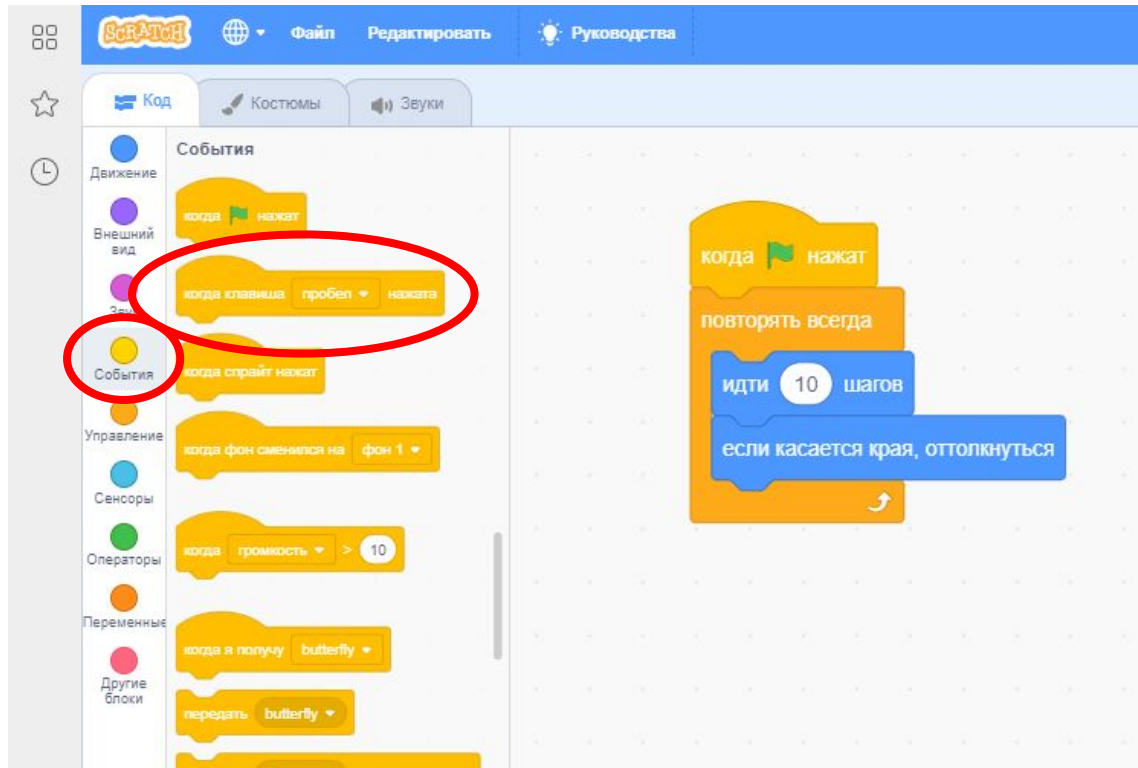 SCRATCH Файл Редактировать Руководства
Код Костюмы Звуки
События
Движение
Внешний
вид
События
Управление
Сенсоры
Операторы
Переменные
Другие
блоки
когда нажат
когда клавиша пробел нажата
когда спрайт нажат
когда фон сменился на фон 1
когда громкость > 10
когда я получу butterfly
передать butterfly
когда нажат
повторять всегда
идти 10 шагов
если касается края, оттолкнуться